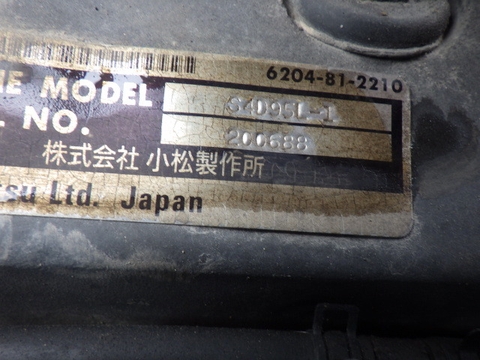 6204-81-2210
NE MODEL S4D95L-1
L NO. 200688
株式会社 小松製作所
tsu Ltd. Japan